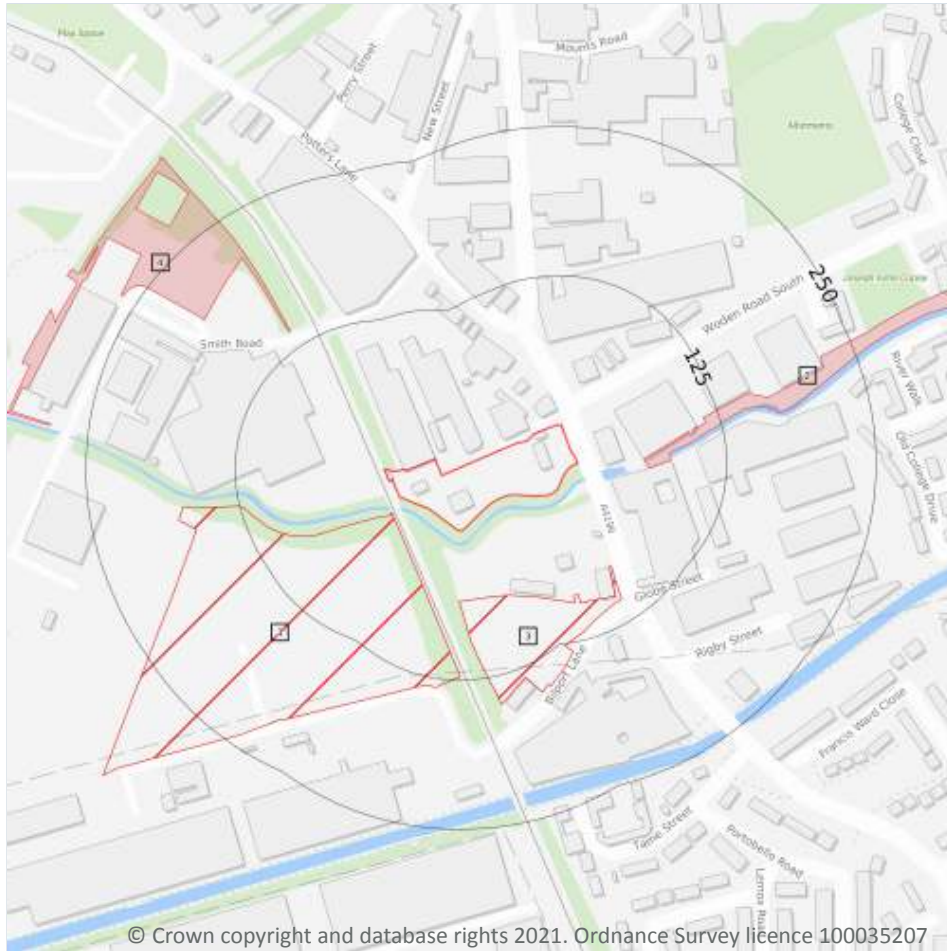 Mounts Road
Perry Street
New Street
Potters Lane
College Close
Woden Road South
250
125
4
Smith Road
River Walk
Old College Drive
A4196
Globe Street
3
Rigby Street
Bilport Lane
Francis Ward Close
Tame Street
Portobello Road
© Crown copyright and database rights 2021. Ordnance Survey licence 100035207